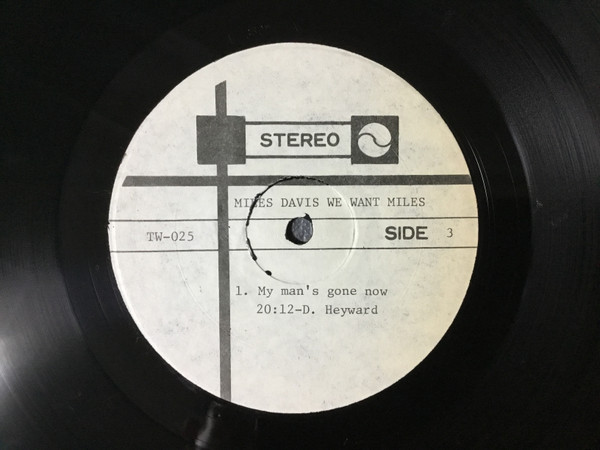 STEREO
MILES DAVIS WE WANT MILES
TW-025 SIDE 3
1. My man's gone now
20:12-D. Heyward